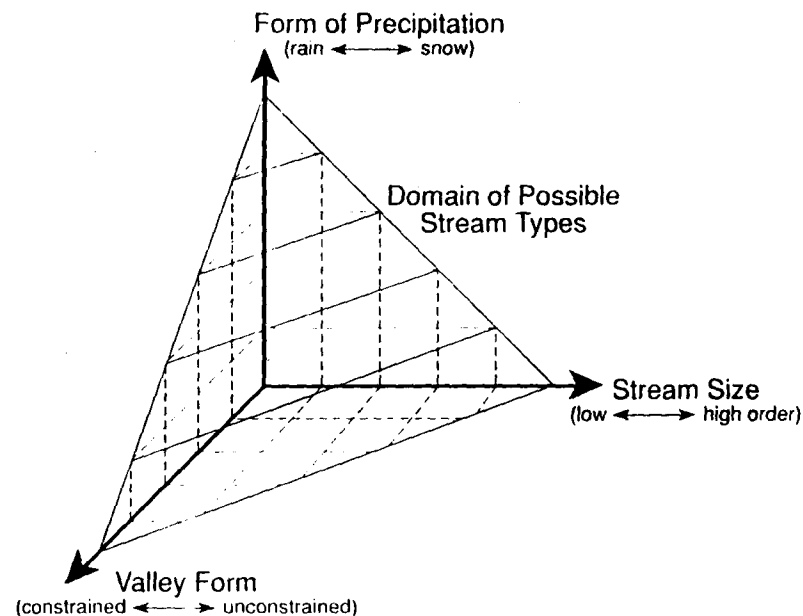 Form of Precipitation
(rain ←→ snow)
Domain of Possible
Stream Types
Stream Size
(low ←→ high order)
Valley Form
(constrained ←→ unconstrained)